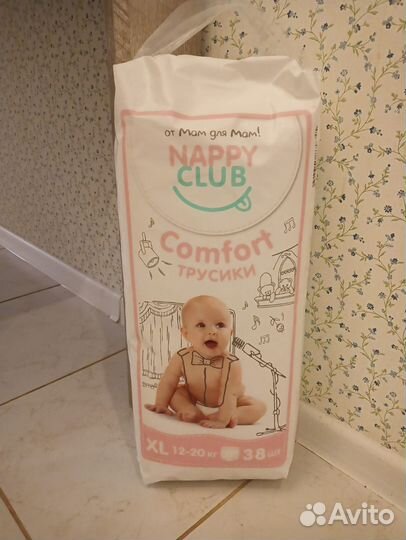 от Мам для Мам!
NAPPY
CLUB
Comfort
ТРУСИКИ
XL 12-20 кг 38 шт
Avito